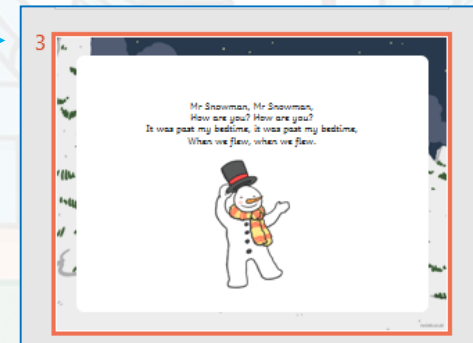 3
Mr Snowman, Mr Snowman,
How are you? How are you?
It was past my bedtime, it was past my bedtime,
When we flew, when we flew.